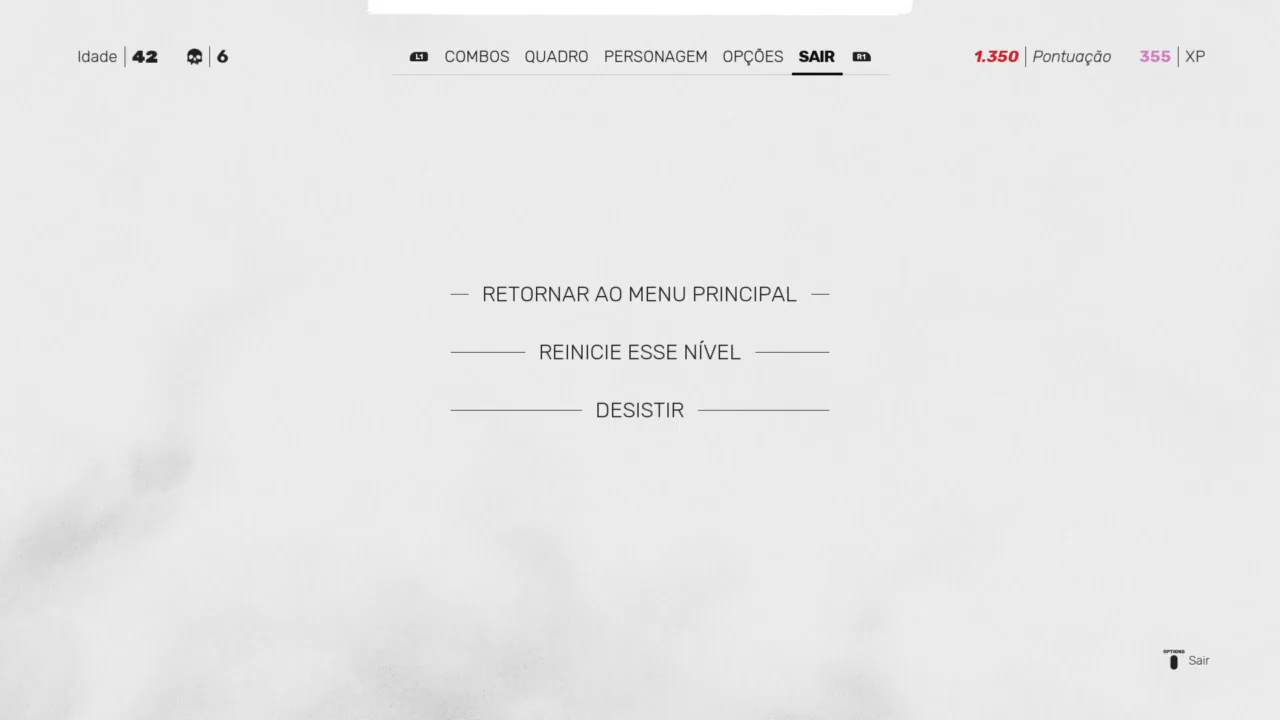 Idade 42 6 L1 COMBOS QUADRO PERSONAGEM OPÇÕES SAIR R1 1.350 Pontuação 355 XP
RETORNAR AO MENU PRINCIPAL
REINICIE ESSE NÍVEL
DESISTIR
OPTIONS
Sair